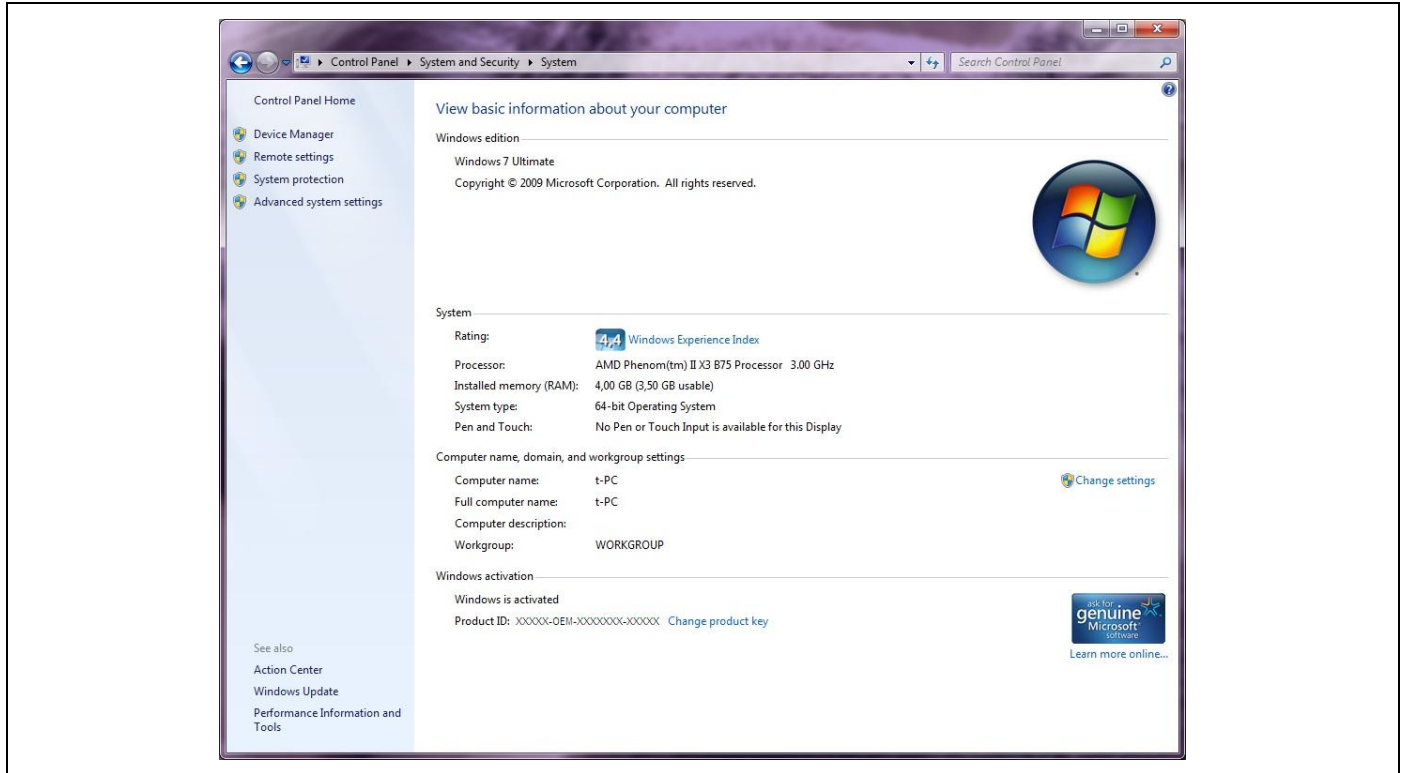 Control Panel ▸ System and Security ▸ System
Search Control Panel
Control Panel Home
Device Manager
Remote settings
System protection
Advanced system settings
View basic information about your computer
Windows edition
Windows 7 Ultimate
Copyright © 2009 Microsoft Corporation. All rights reserved.
System
Rating: 4,4 Windows Experience Index
Processor: AMD Phenom(tm) II X3 B75 Processor 3.00 GHz
Installed memory (RAM): 4,00 GB (3,50 GB usable)
System type: 64-bit Operating System
Pen and Touch: No Pen or Touch Input is available for this Display
Computer name, domain, and workgroup settings
Computer name: t-PC
Change settings
Full computer name: t-PC
Computer description:
Workgroup: WORKGROUP
Windows activation
Windows is activated
Product ID: XXXXX-OEM-XXXXXXX-XXXXX Change product key
ask for
genuine
Microsoft
software
Learn more online...
See also
Action Center
Windows Update
Performance Information and
Tools